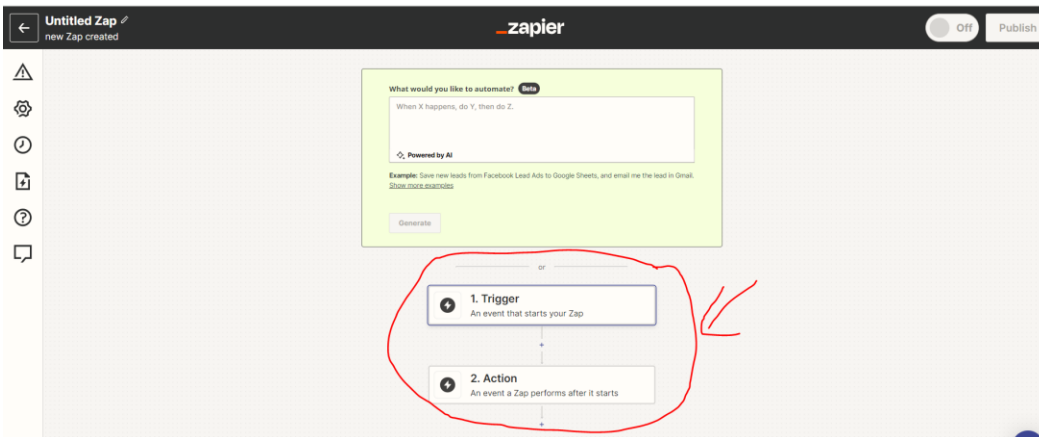 Untitled Zap
new Zap created
_zapier
Off
Publish
What would you like to automate? Beta
When X happens, do Y, then do Z.
Powered by AI
Example: Save new leads from Facebook Lead Ads to Google Sheets, and email me the lead in Gmail.
Show more examples
Generate
or
1. Trigger
An event that starts your Zap
2. Action
An event a Zap performs after it starts